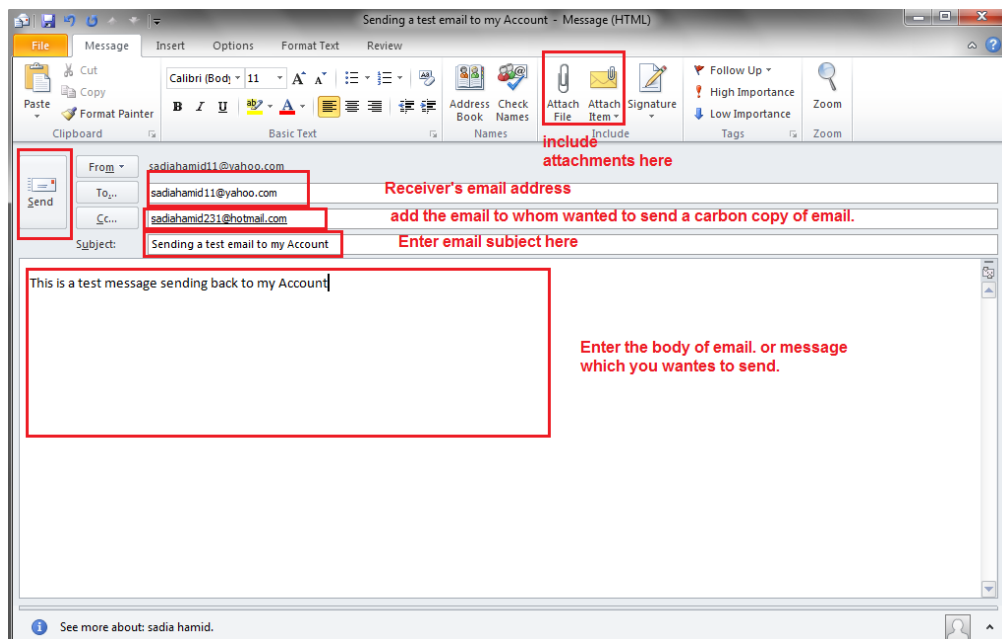 Sending a test email to my Account - Message (HTML)
File Message Insert Options Format Text Review
Cut
Copy
Format Painter
Paste
Clipboard
Calibri (Body 11
B I U
Basic Text
Address Book
Check Names
Names
Attach File
Attach Item
Signature
Include
include
attachments here
Follow Up
High Importance
Low Importance
Tags
Zoom
Zoom
Send
From sadiahamid11@yahoo.com
To... sadiahamid11@yahoo.com Receiver's email address
Cc... sadiahamid231@hotmail.com add the email to whom wanted to send a carbon copy of email.
Subject: Sending a test email to my Account Enter email subject here
This is a test message sending back to my Account
Enter the body of email. or message
which you wantes to send.
See more about: sadia hamid.